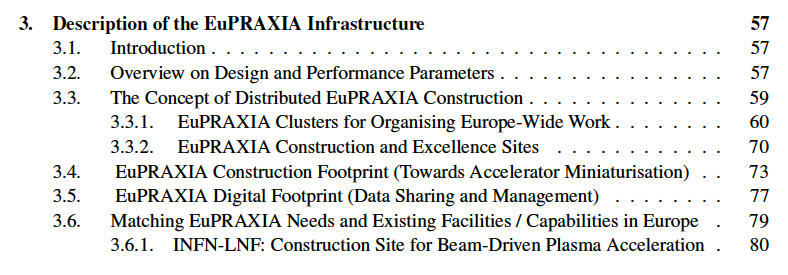 3. Description of the EuPRAXIA Infrastructure 57
3.1. Introduction . . . . . . . . . . . . . . . . . . . . . . . . . . . . . . . . . . . . 57
3.2. Overview on Design and Performance Parameters . . . . . . . . . . . . . . . . 57
3.3. The Concept of Distributed EuPRAXIA Construction . . . . . . . . . . . . . . 59
3.3.1. EuPRAXIA Clusters for Organising Europe-Wide Work . . . . . . . . 60
3.3.2. EuPRAXIA Construction and Excellence Sites . . . . . . . . . . . . 70
3.4. EuPRAXIA Construction Footprint (Towards Accelerator Miniaturisation) . . 73
3.5. EuPRAXIA Digital Footprint (Data Sharing and Management) . . . . . . . . 77
3.6. Matching EuPRAXIA Needs and Existing Facilities / Capabilities in Europe . 79
3.6.1. INFN-LNF: Construction Site for Beam-Driven Plasma Acceleration . 80